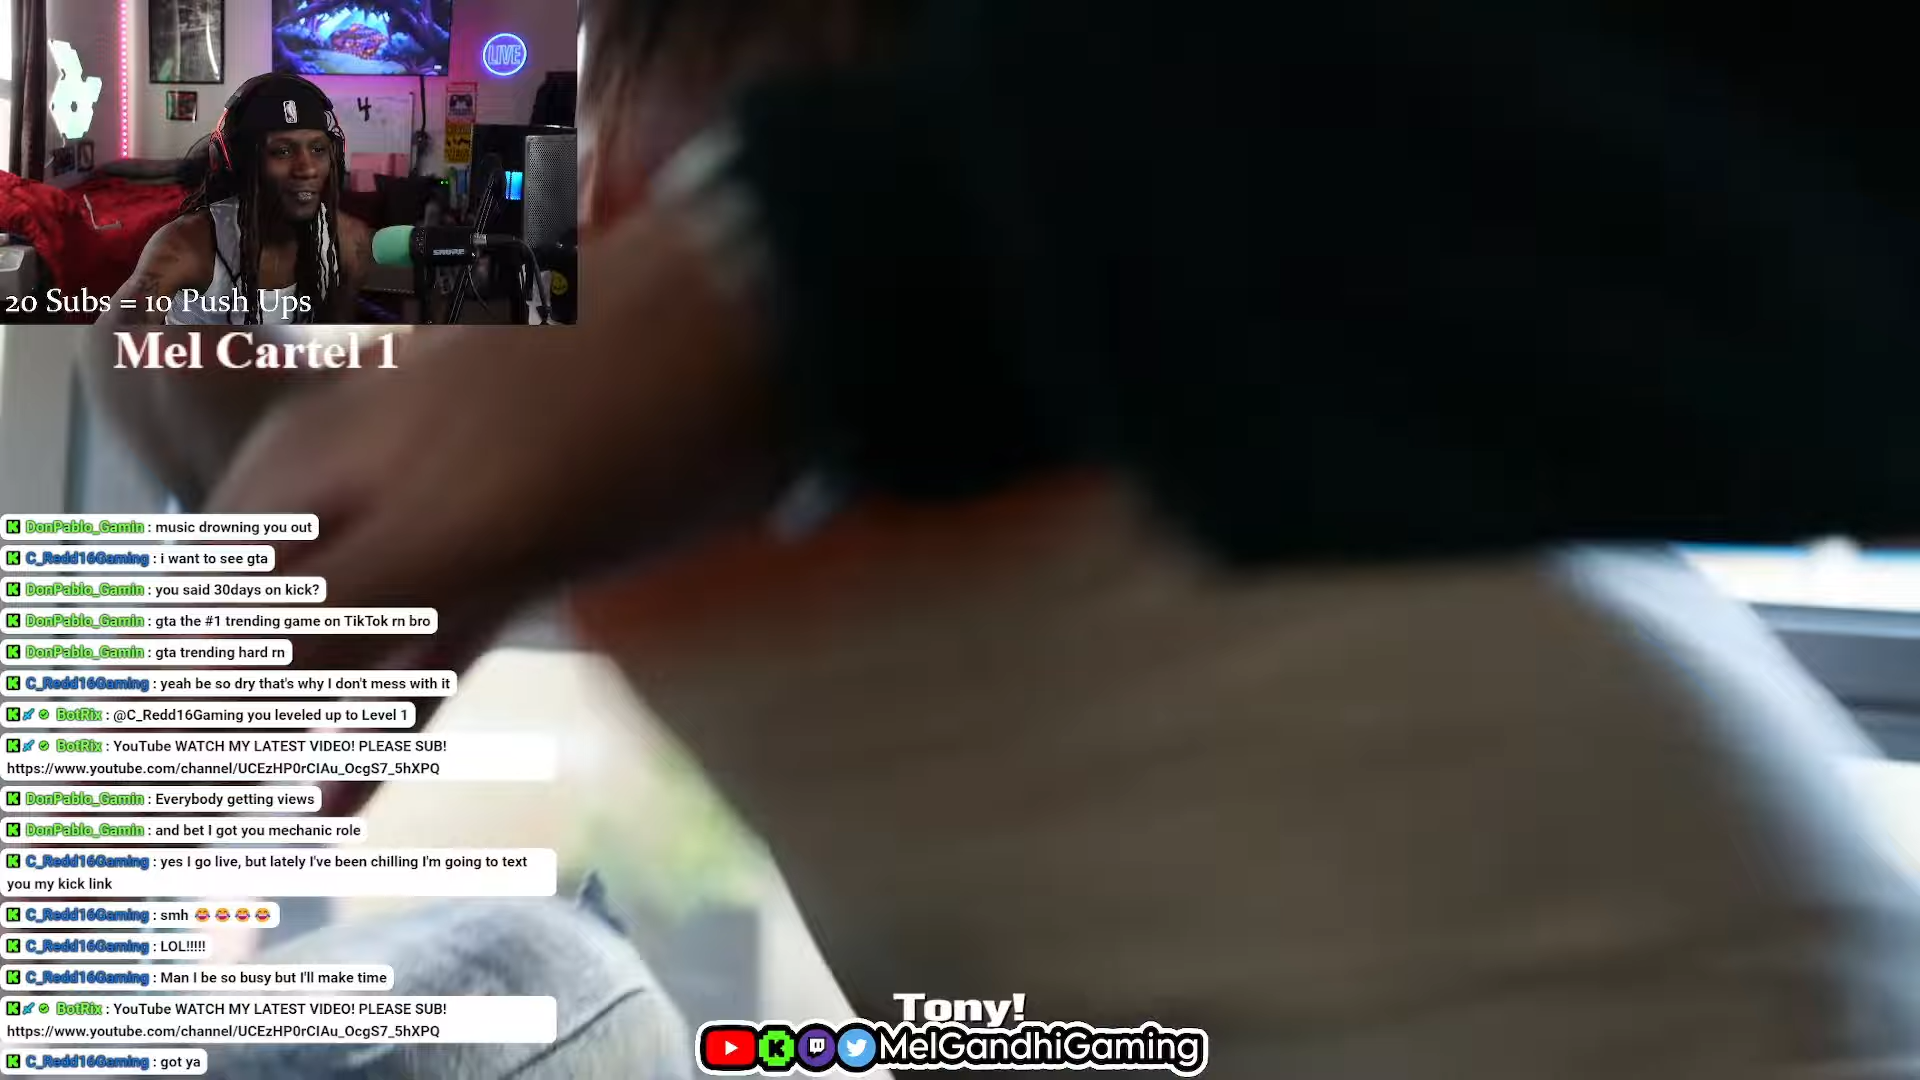 LIVE
4
SHURE
20 Subs = 10 Push Ups
Mel Cartel 1
DonPablo_Gamin : music drowning you out
C_Redd16Gaming : i want to see gta
DonPablo_Gamin : you said 30days on kick?
DonPablo_Gamin : gta the #1 trending game on TikTok rn bro
DonPablo_Gamin : gta trending hard rn
C_Redd16Gaming : yeah be so dry that's why I don't mess with it
BotRix : @C_Redd16Gaming you leveled up to Level 1
BotRix : YouTube WATCH MY LATEST VIDEO! PLEASE SUB!
https://www.youtube.com/channel/UCEzHP0rCIAu_OcgS7_5hXPQ
DonPablo_Gamin : Everybody getting views
DonPablo_Gamin : and bet I got you mechanic role
C_Redd16Gaming : yes I go live, but lately I've been chilling I'm going to text
you my kick link
C_Redd16Gaming : smh 😂 😂 😂 😂
C_Redd16Gaming : LOL!!!!!
C_Redd16Gaming : Man I be so busy but I'll make time
BotRix : YouTube WATCH MY LATEST VIDEO! PLEASE SUB!
https://www.youtube.com/channel/UCEzHP0rCIAu_OcgS7_5hXPQ
C_Redd16Gaming : got ya
Tony!
MelGandhiGaming